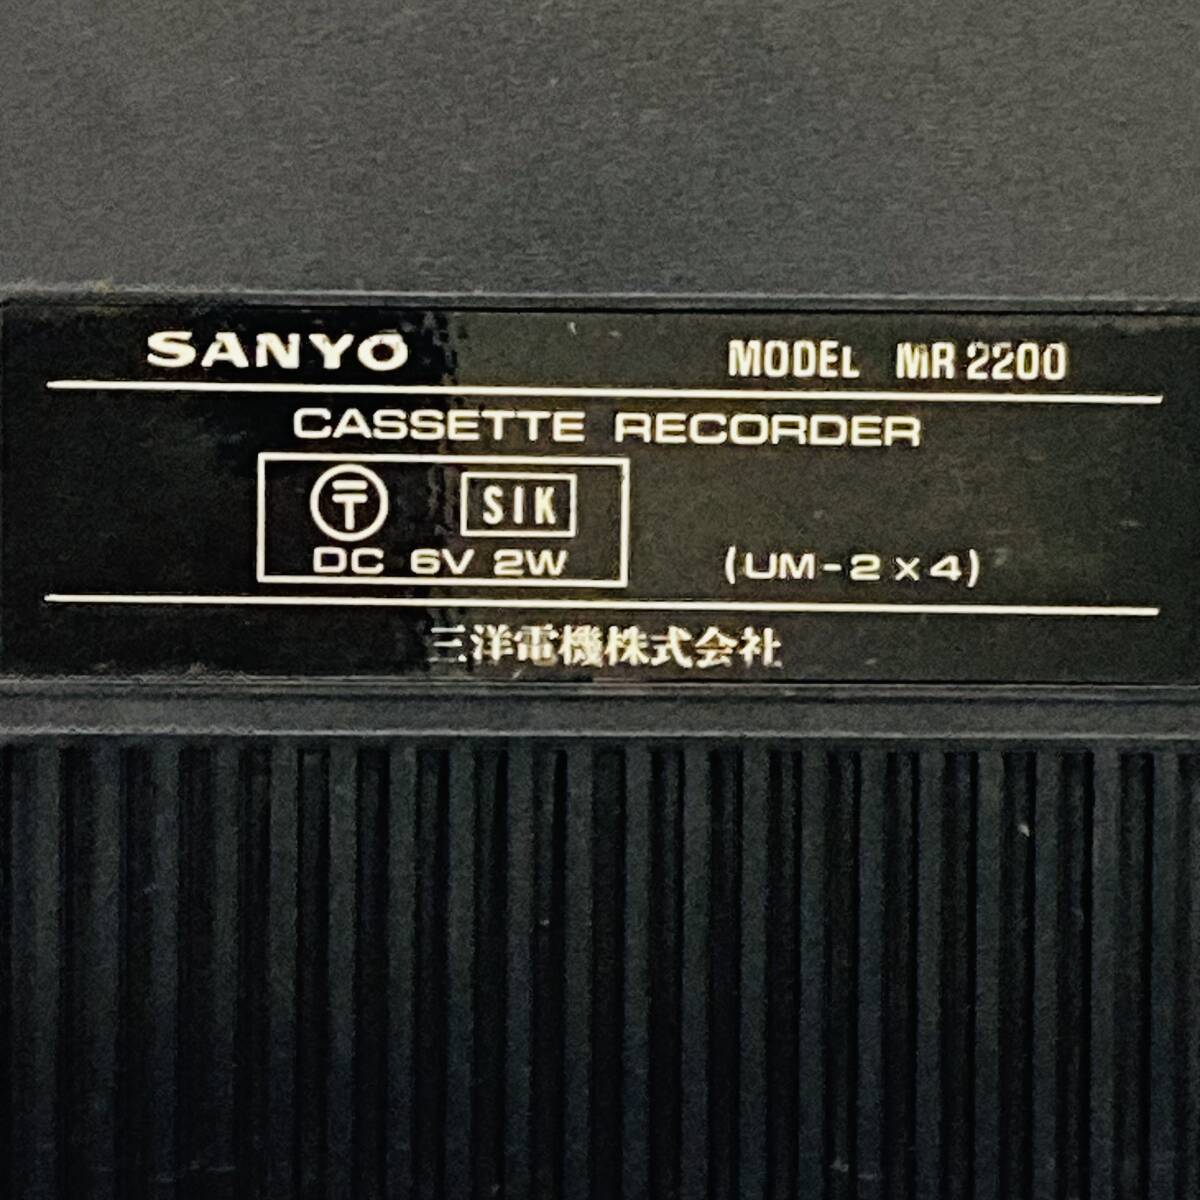 SANYO MODEL MR 2200
CASSETTE RECORDER
〒 SIK
DC 6V 2W (UM-2×4)
三洋電機株式会社